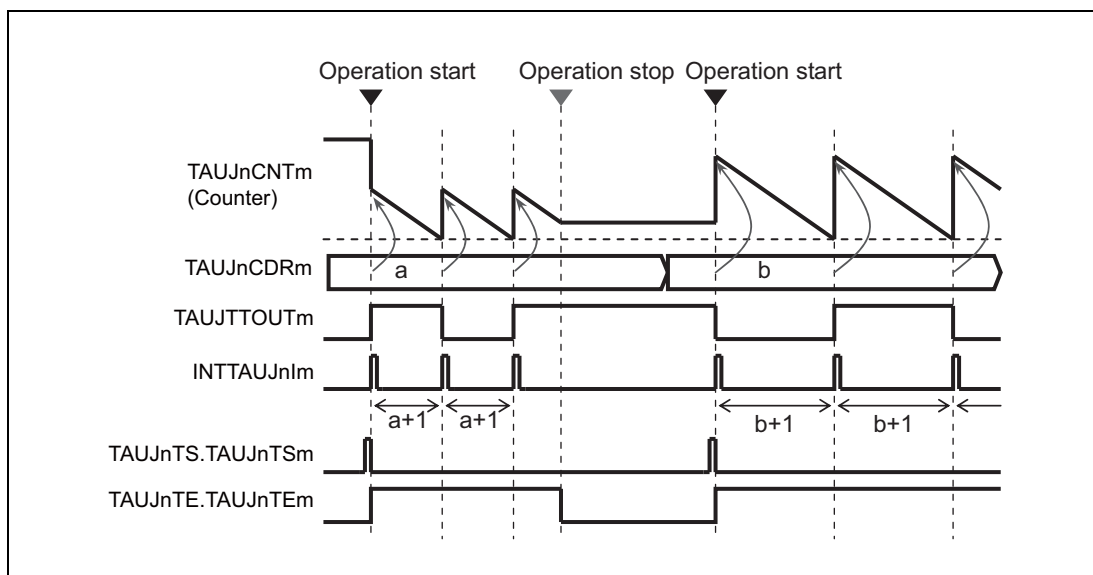 Operation start
Operation stop
Operation start
TAUJnCNTm
(Counter)
TAUJnCDRm
a
b
TAUJTTOUTm
INTTAUJnIm
a+1
a+1
b+1
b+1
TAUJnTS.TAUJnTSm
TAUJnTE.TAUJnTEm